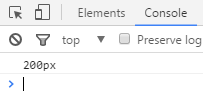 Elements Console
top Preserve log
200px
>